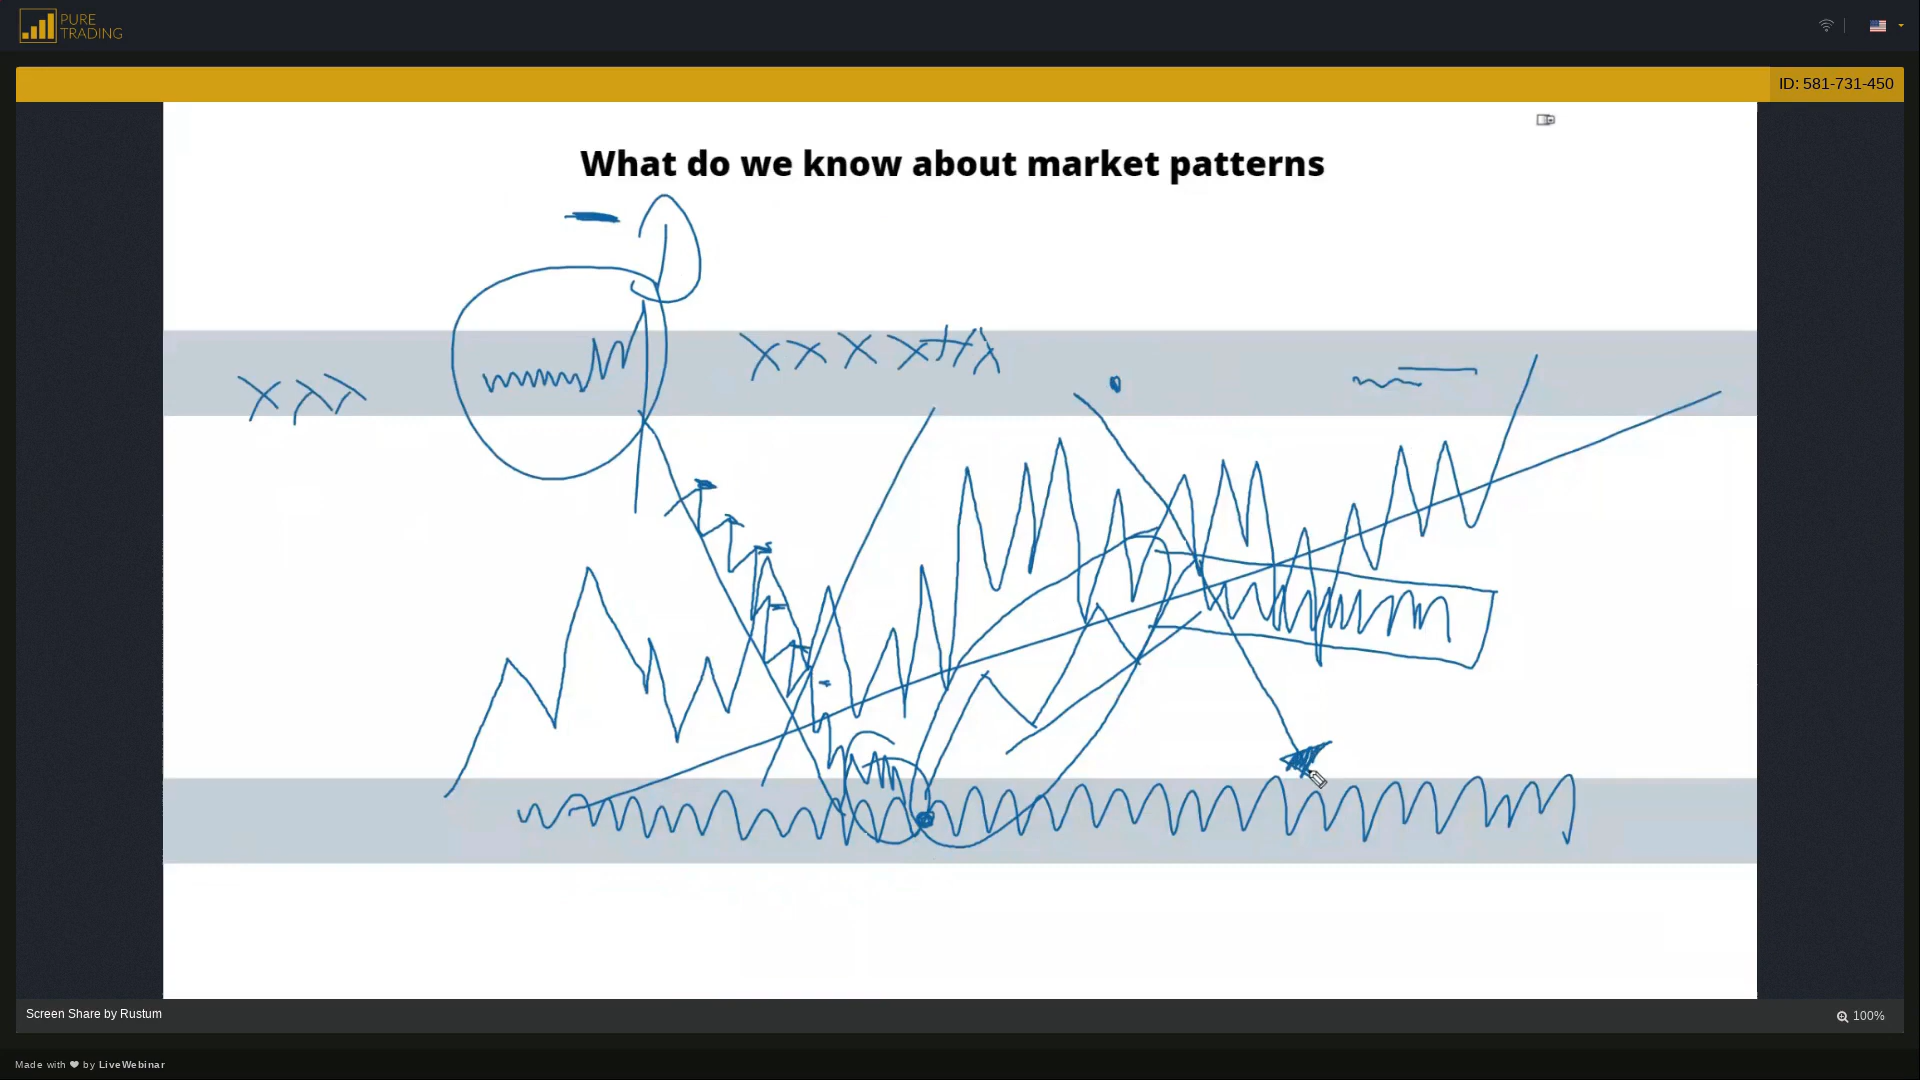 PURE
TRADING
ID: 581-731-450
What do we know about market patterns
Screen Share by Rustum
100%
Made with ❤ by LiveWebinar